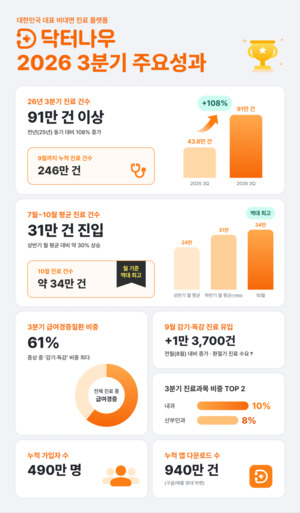 대한민국 대표 비대면 진료 플랫폼
닥터나우
2026 3분기 주요성과
26년 3분기 진료 건수
91만 건 이상
전년(25년) 동기 대비 108% 증가
9월까지 누적 진료 건수
246만 건
+108%
91만 건
43.8만 건
2025 3Q
2026 3Q
7월~10월 평균 진료 건수
31만 건 진입
상반기 월 평균 대비 약 30% 상승
10월 진료 건수
약 34만 건
월 기준
역대 최고
역대 최고
34만
31만
24만
상반기 월 평균
하반기 월 평균
10월
3분기 급여경증질환 비중
61%
증상 중 '감기·독감' 비중 최다
전체 진료 중
급여경증
9월 감기·독감 진료 유입
+1만 3,700건
전월(8월) 대비 증가 · 환절기 진료 수요↑
3분기 진료과목 비중 TOP 2
내과
10%
산부인과
8%
누적 가입자 수
490만 명
누적 앱 다운로드 수
940만 건